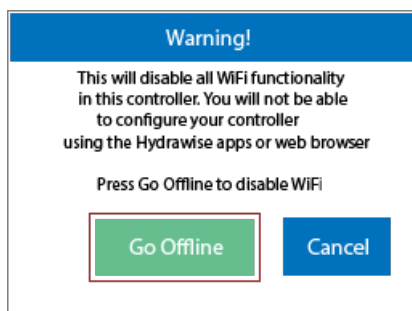 Warning!
This will disable all WiFi functionality
in this controller. You will not be able
to configure your controller
using the Hydrawise apps or web browser
Press Go Offline to disable WiFi
Go Offline
Cancel